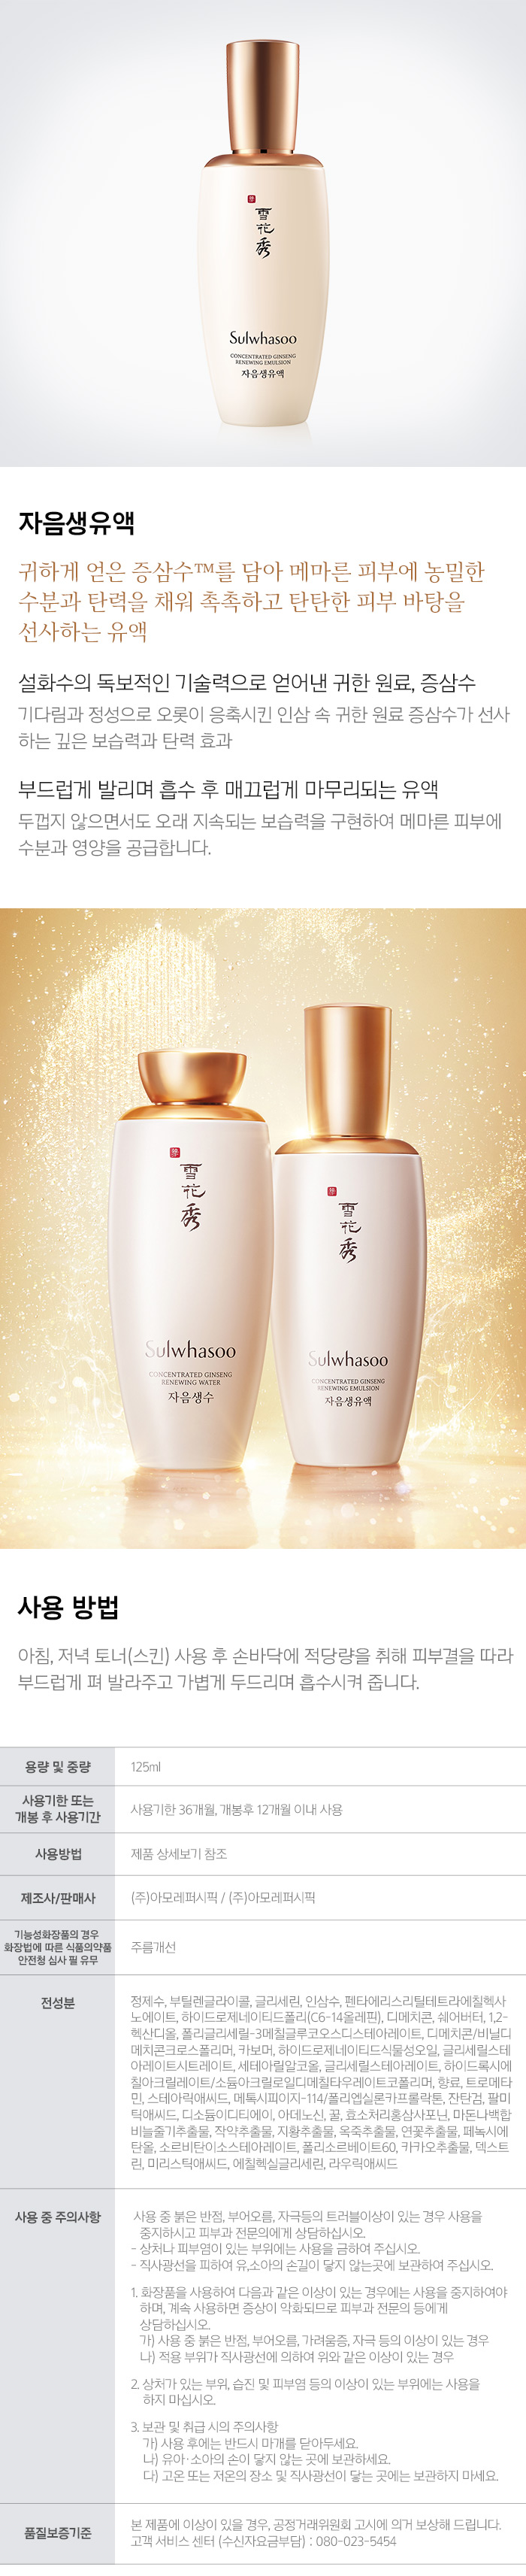 雪
花
秀
Sulwhasoo
CONCENTRATED GINSENG
RENEWING EMULSION
자음생유액
자음생유액
귀하게 얻은 증삼수™를 담아 메마른 피부에 농밀한
수분과 탄력을 채워 촉촉하고 탄탄한 피부 바탕을
선사하는 유액
설화수의 독보적인 기술력으로 얻어낸 귀한 원료, 증삼수
기다림과 정성으로 오롯이 응축시킨 인삼 속 귀한 원료 증삼수가 선사
하는 깊은 보습력과 탄력 효과
부드럽게 발리며 흡수 후 매끄럽게 마무리되는 유액
두껍지 않으면서도 오래 지속되는 보습력을 구현하여 메마른 피부에
수분과 영양을 공급합니다.
雪
花
秀
Sulwhasoo
CONCENTRATED GINSENG
RENEWING WATER
자음생수
雪
花
秀
Sulwhasoo
CONCENTRATED GINSENG
RENEWING EMULSION
자음생유액
사용 방법
아침, 저녁 토너(스킨) 사용 후 손바닥에 적당량을 취해 피부결을 따라
부드럽게 펴 발라주고 가볍게 두드리며 흡수시켜 줍니다.
용량 및 중량
125ml
사용기한 또는
개봉 후 사용기간
사용기한 36개월, 개봉후 12개월 이내 사용
사용방법
제품 상세보기 참조
제조사/판매사
(주)아모레퍼시픽 / (주)아모레퍼시픽
기능성화장품의 경우
화장법에 따른 식품의약품
안전청 심사 필 유무
주름개선
전성분
정제수, 부틸렌글라이콜, 글리세린, 인삼수, 펜타에리스리틸테트라에칠헥사
노에이트, 하이드로제네이티드폴리(C6-14올레핀), 디메치콘, 쉐어버터, 1,2-
헥산디올, 폴리글리세릴-3메칠글루코오스디스테아레이트, 디메치콘/비닐디
메치콘크로스폴리머, 카보머, 하이드로제네이티드식물성오일, 글리세릴스테
아레이트시트레이트, 세테아릴알코올, 글리세릴스테아레이트, 하이드록시에
칠아크릴레이트/소듐아크릴로일디메칠타우레이트코폴리머, 향료, 트로메타
민, 스테아릭애씨드, 메톡시피이지-114/폴리엡실론카프롤락톤, 잔탄검, 팔미
틱애씨드, 디소듐이디티에이, 아데노신, 꿀, 효소처리홍삼사포닌, 마돈나백합
비늘줄기추출물, 작약추출물, 지황추출물, 옥죽추출물, 연꽃추출물, 페녹시에
탄올, 소르비탄이소스테아레이트, 폴리소르베이트60, 카카오추출물, 덱스트
린, 미리스틱애씨드, 에칠헥실글리세린, 라우릭애씨드
사용 중 주의사항
사용 중 붉은 반점, 부어오름, 자극등의 트러블이상이 있는 경우 사용을
중지하시고 피부과 전문의에게 상담하십시오.
- 상처나 피부염이 있는 부위에는 사용을 금하여 주십시오.
- 직사광선을 피하여 유,소아의 손길이 닿지 않는곳에 보관하여 주십시오.
1. 화장품을 사용하여 다음과 같은 이상이 있는 경우에는 사용을 중지하여야
하며, 계속 사용하면 증상이 악화되므로 피부과 전문의 등에게
상담하십시오.
가) 사용 중 붉은 반점, 부어오름, 가려움증, 자극 등의 이상이 있는 경우
나) 적용 부위가 직사광선에 의하여 위와 같은 이상이 있는 경우
2. 상처가 있는 부위, 습진 및 피부염 등의 이상이 있는 부위에는 사용을
하지 마십시오.
3. 보관 및 취급 시의 주의사항
가) 사용 후에는 반드시 마개를 닫아두세요.
나) 유아·소아의 손이 닿지 않는 곳에 보관하세요.
다) 고온 또는 저온의 장소 및 직사광선이 닿는 곳에는 보관하지 마세요.
품질보증기준
본 제품에 이상이 있을 경우, 공정거래위원회 고시에 의거 보상해 드립니다.
고객 서비스 센터 (수신자요금부담) : 080-023-5454